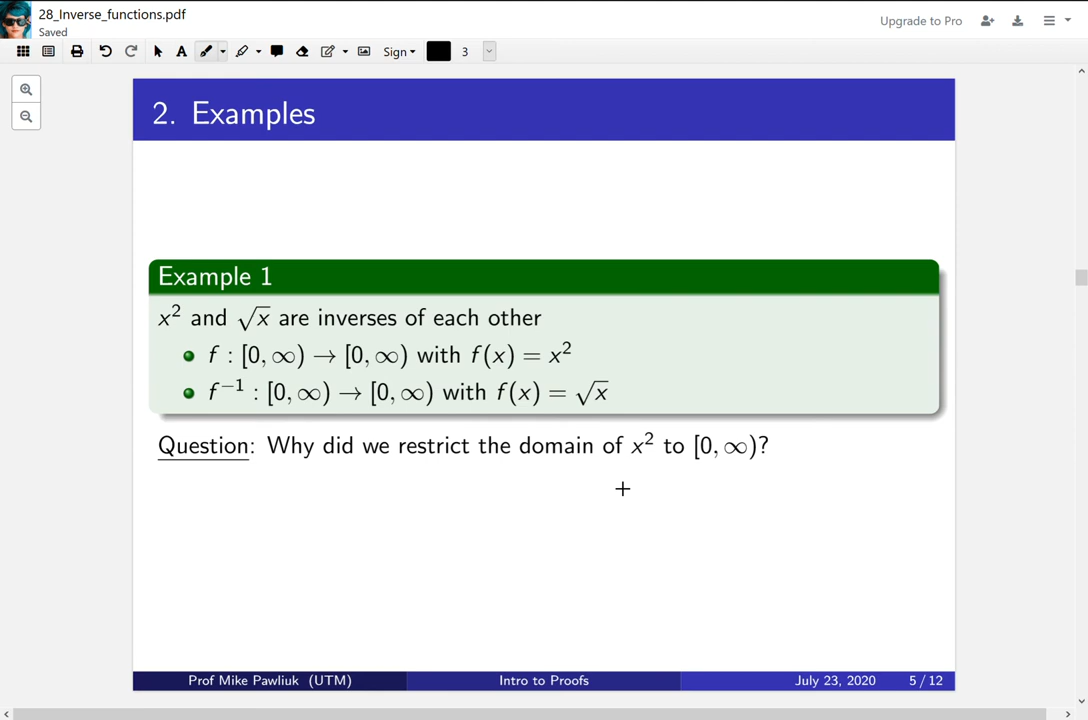 28_Inverse_functions.pdf
Saved
Upgrade to Pro
A
Sign
3
2. Examples
Example 1
x² and √x are inverses of each other
f : [0, ∞) → [0, ∞) with f(x) = x²
f⁻¹ : [0, ∞) → [0, ∞) with f(x) = √x
Question: Why did we restrict the domain of x² to [0, ∞)?
Prof Mike Pawliuk (UTM)
Intro to Proofs
July 23, 2020
5 / 12